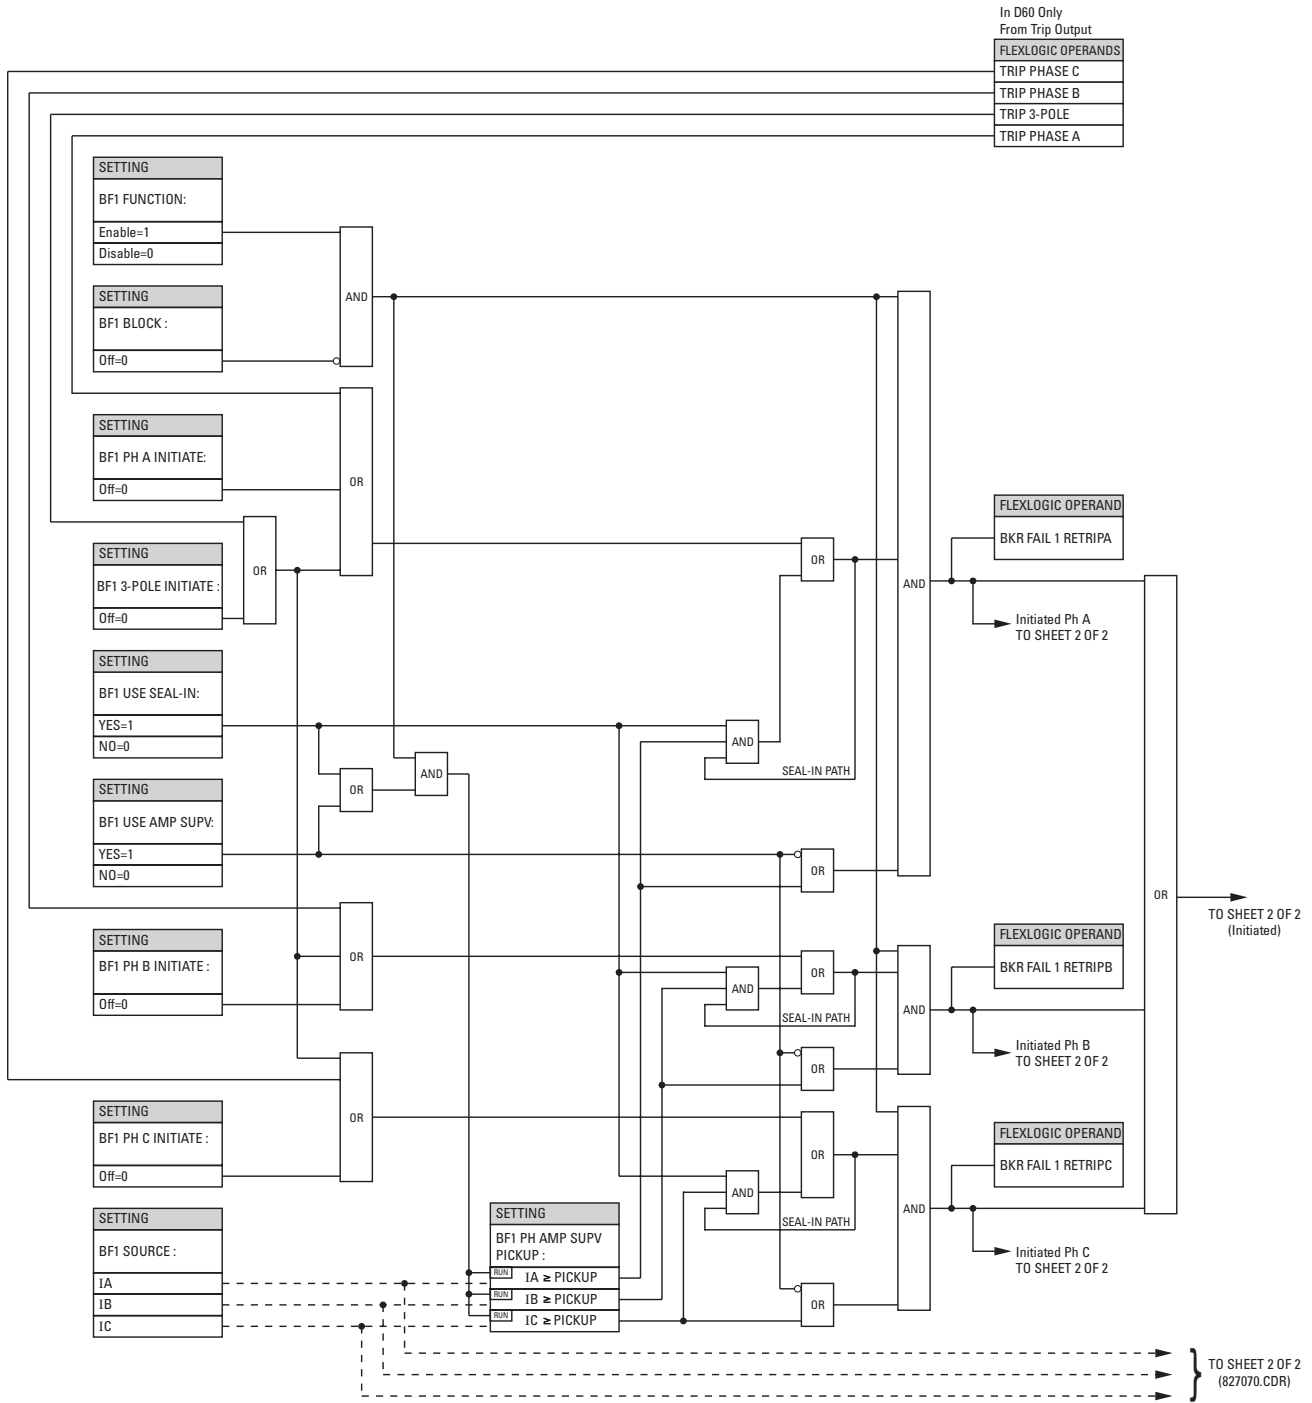 In D60 Only
From Trip Output
FLEXLOGIC OPERANDS
TRIP PHASE C
TRIP PHASE B
TRIP 3-POLE
TRIP PHASE A
SETTING
BF1 FUNCTION:
Enable=1
Disable=0
AND
SETTING
BF1 BLOCK :
Off=0
SETTING
BF1 PH A INITIATE:
Off=0
OR
SETTING
BF1 3-POLE INITIATE :
Off=0
OR
OR
AND
FLEXLOGIC OPERAND
BKR FAIL 1 RETRIPA
Initiated Ph A
TO SHEET 2 OF 2
SETTING
BF1 USE SEAL-IN:
YES=1
NO=0
AND
SEAL-IN PATH
OR
AND
SETTING
BF1 USE AMP SUPV:
YES=1
NO=0
OR
OR
TO SHEET 2 OF 2
(Initiated)
SETTING
BF1 PH B INITIATE :
Off=0
OR
OR
AND
SEAL-IN PATH
AND
FLEXLOGIC OPERAND
BKR FAIL 1 RETRIPB
Initiated Ph B
TO SHEET 2 OF 2
OR
SETTING
BF1 PH C INITIATE :
Off=0
OR
OR
AND
SEAL-IN PATH
AND
FLEXLOGIC OPERAND
BKR FAIL 1 RETRIPC
Initiated Ph C
TO SHEET 2 OF 2
OR
SETTING
BF1 SOURCE :
IA
IB
IC
SETTING
BF1 PH AMP SUPV
PICKUP :
RUN IA ≥ PICKUP
RUN IB ≥ PICKUP
RUN IC ≥ PICKUP
TO SHEET 2 OF 2
(827070.CDR)